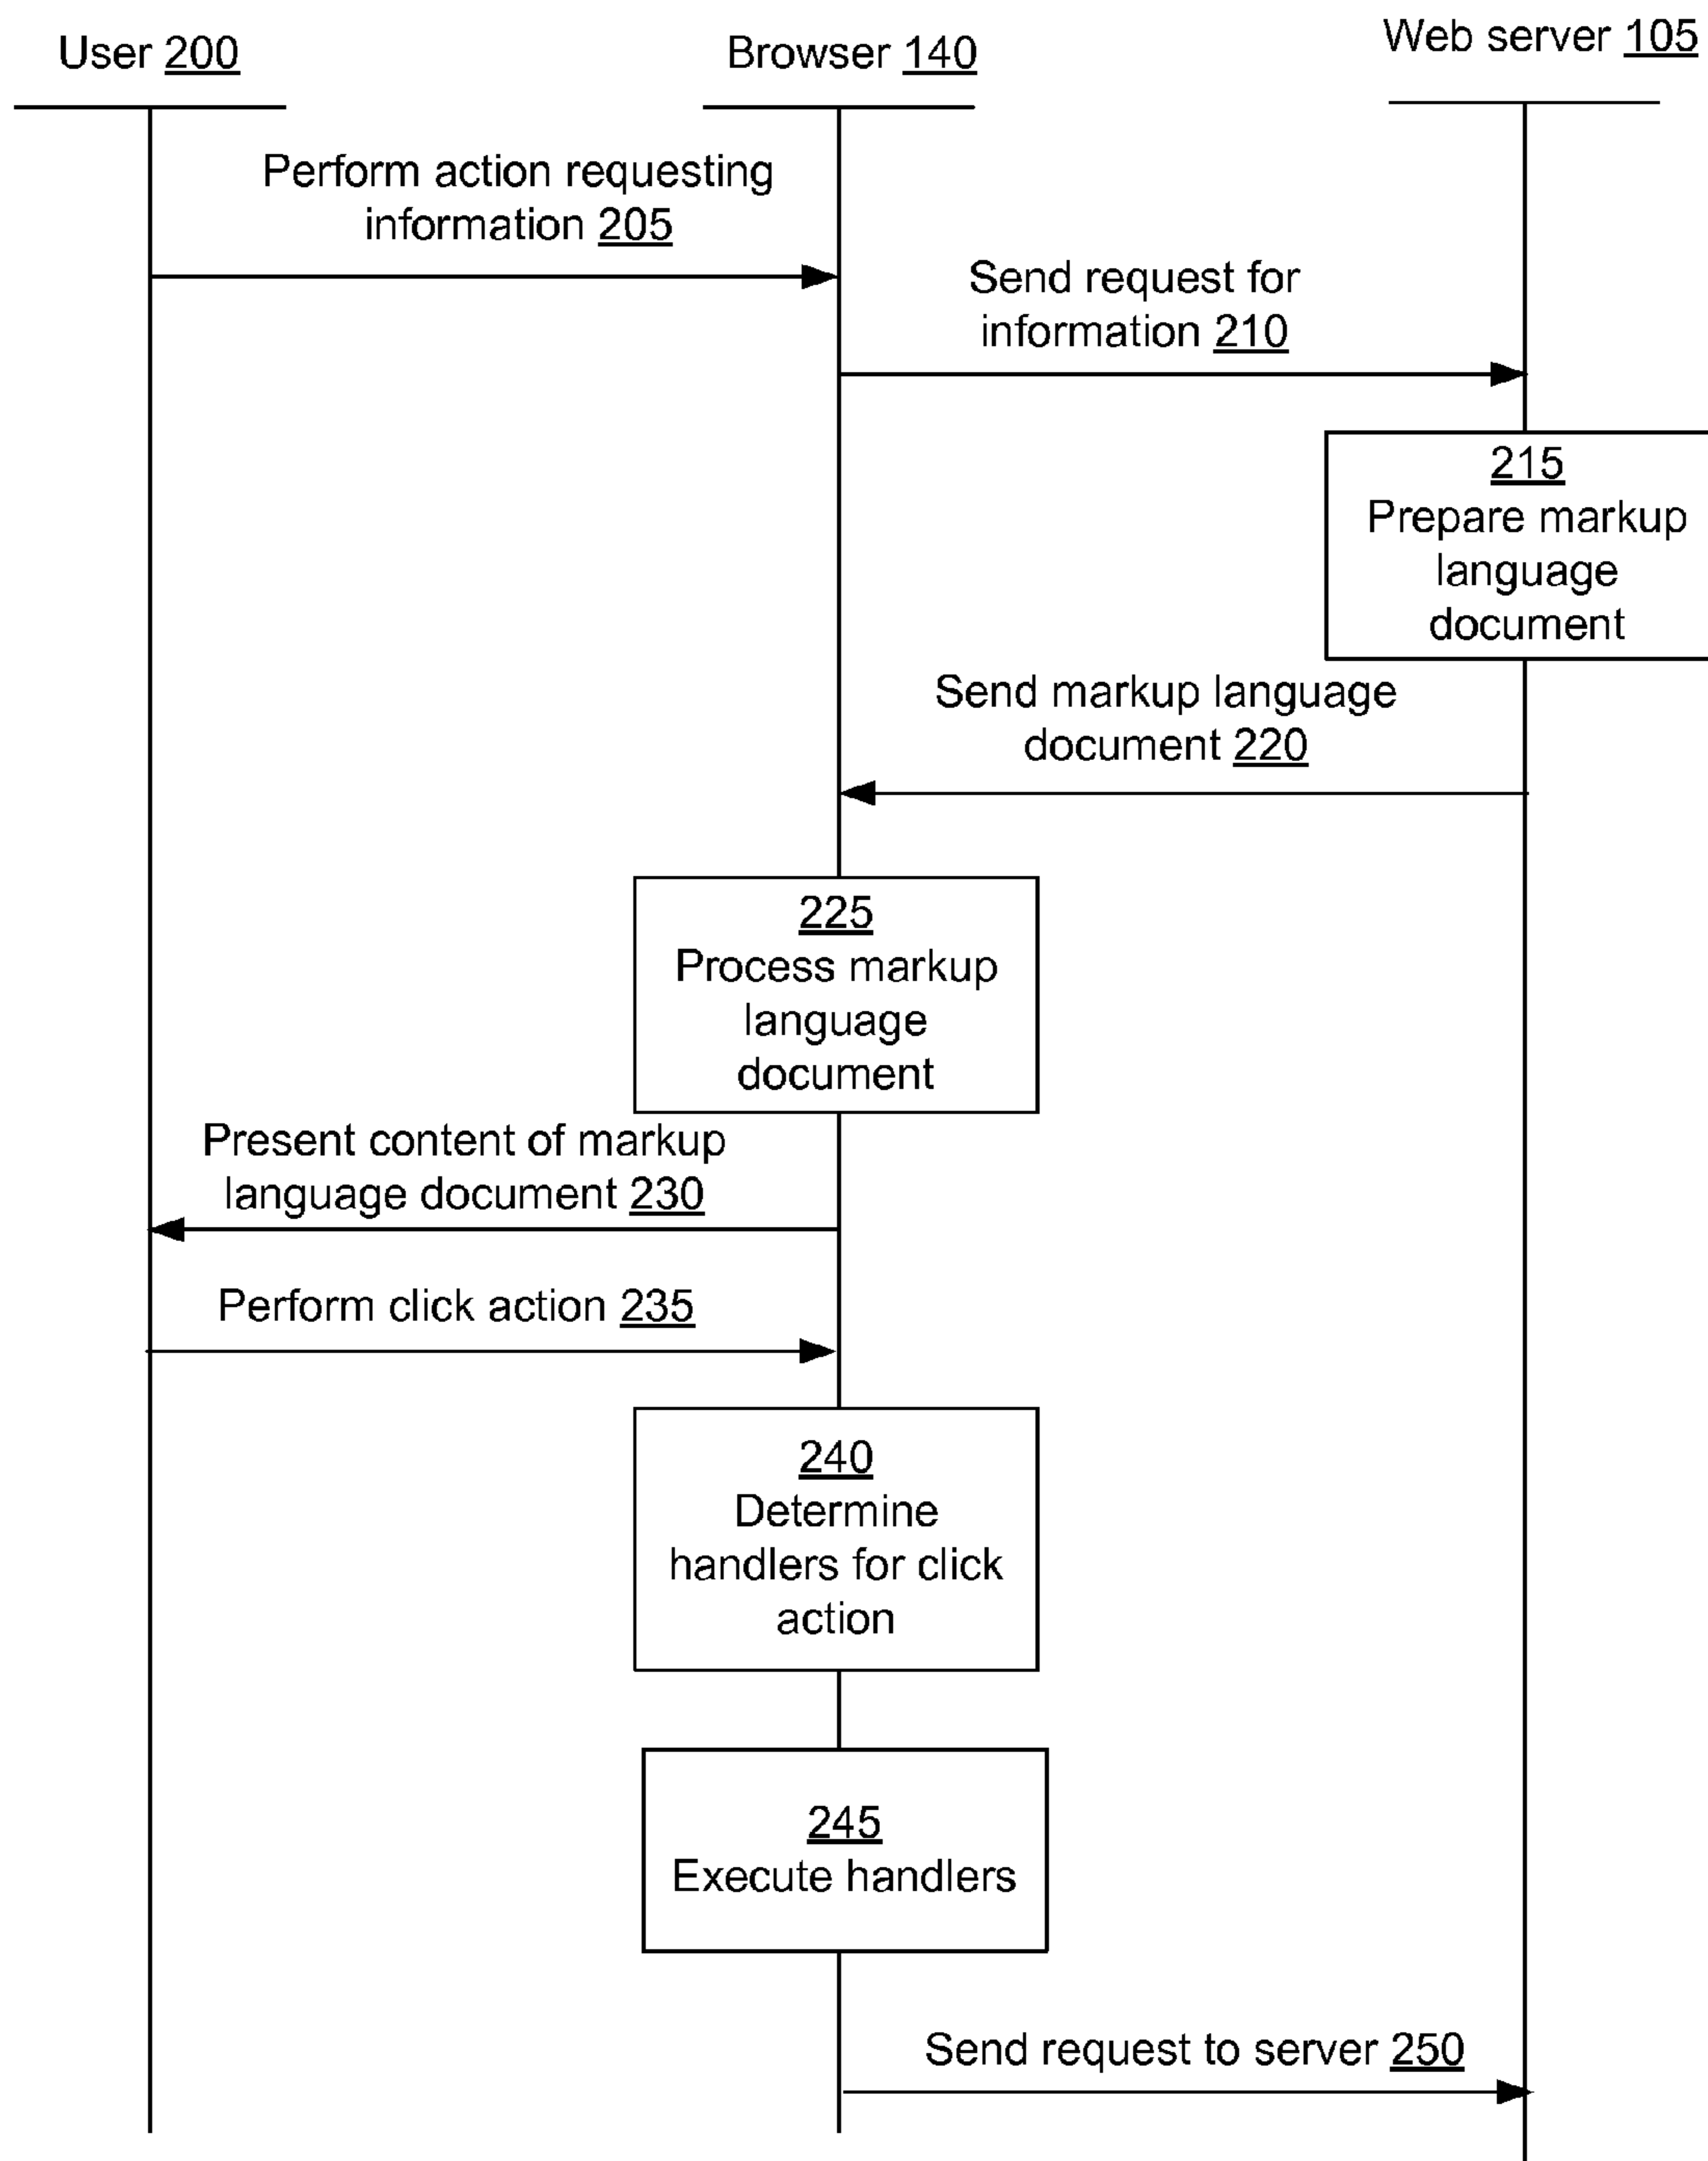 User 200
Browser 140
Web server 105
Perform action requesting
information 205
Send request for
information 210
215
Prepare markup
language
document
Send markup language
document 220
225
Process markup
language
document
Present content of markup
language document 230
Perform click action 235
240
Determine
handlers for click
action
245
Execute handlers
Send request to server 250